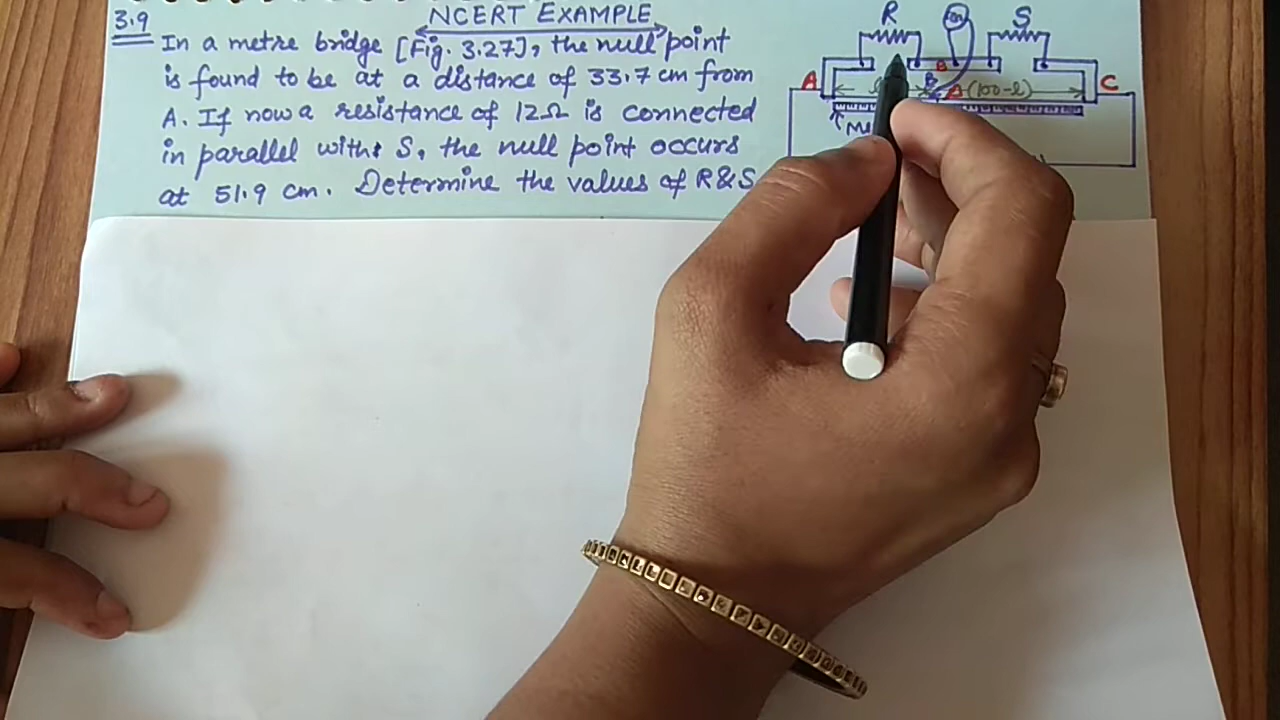 3.9
NCERT EXAMPLE
In a metre bridge [Fig. 3.27], the null point
is found to be at a distance of 33.7 cm from
A. If now a resistance of 12Ω is connected
in parallel with S, the null point occurs
at 51.9 cm. Determine the values of R&S
R
S
B
A
B
(100-l)
C